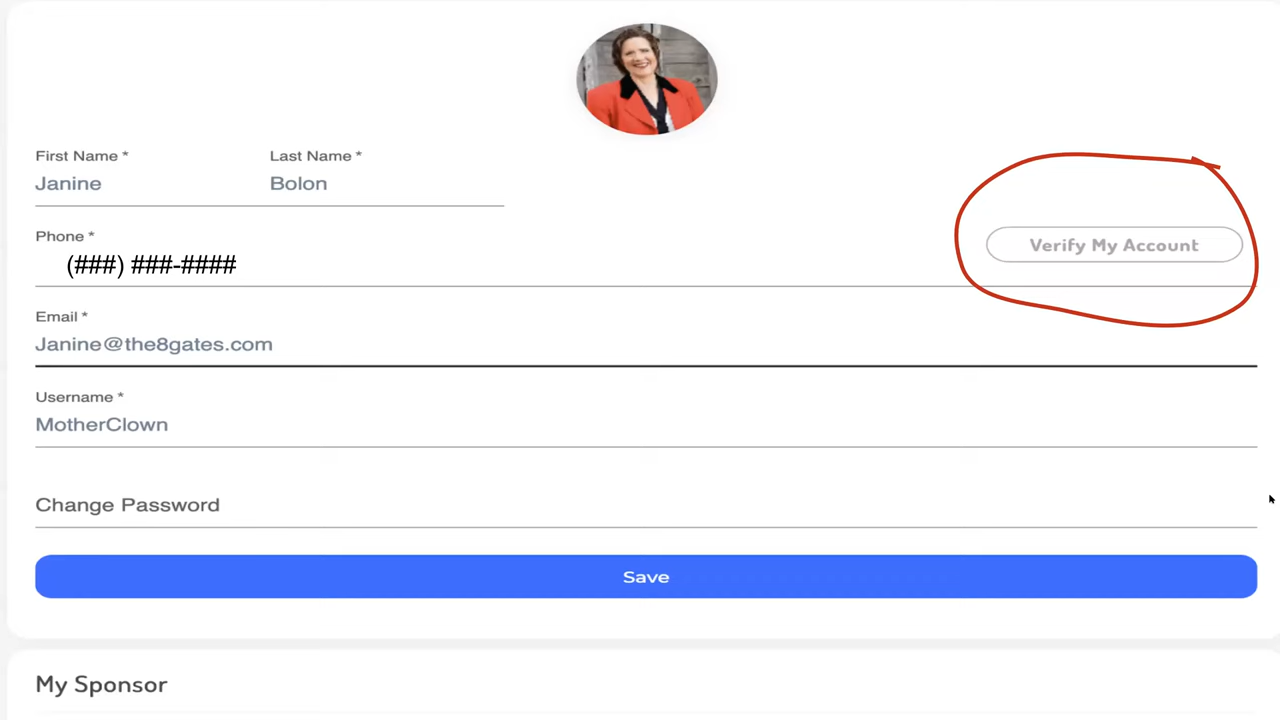 First Name * Last Name *
Janine Bolon
Phone *
(###) ###-####
Verify My Account
Email *
Janine@the8gates.com
Username *
MotherClown
Change Password
Save
My Sponsor